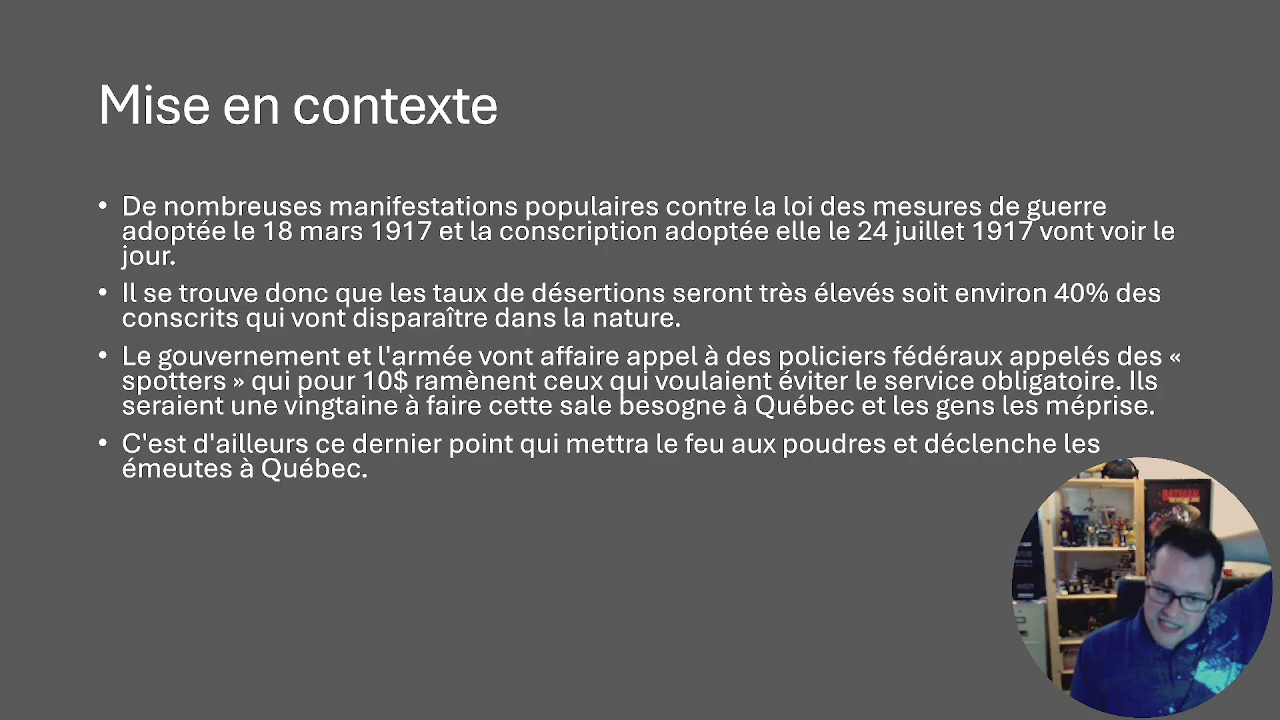 Mise en contexte
• De nombreuses manifestations populaires contre la loi des mesures de guerre
adoptée le 18 mars 1917 et la conscription adoptée elle le 24 juillet 1917 vont voir le
jour.
• Il se trouve donc que les taux de désertions seront très élevés soit environ 40% des
conscrits qui vont disparaître dans la nature.
• Le gouvernement et l'armée vont affaire appel à des policiers fédéraux appelés des «
spotters » qui pour 10$ ramènent ceux qui voulaient éviter le service obligatoire. Ils
seraient une vingtaine à faire cette sale besogne à Québec et les gens les méprise.
• C'est d'ailleurs ce dernier point qui mettra le feu aux poudres et déclenche les
émeutes à Québec.
BATMAN